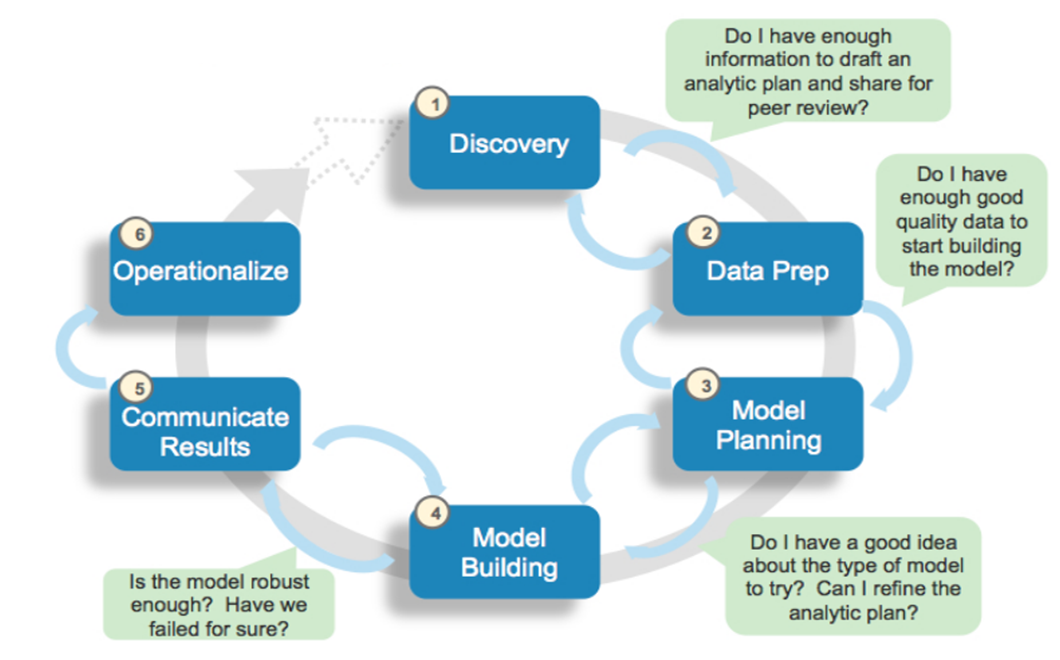 Do I have enough
information to draft an
analytic plan and share for
peer review?
1
Discovery
Do I have
enough good
quality data to
start building
the model?
2
Data Prep
6
Operationalize
3
Model
Planning
5
Communicate
Results
4
Model
Building
Do I have a good idea
about the type of model
to try? Can I refine the
analytic plan?
Is the model robust
enough? Have we
failed for sure?